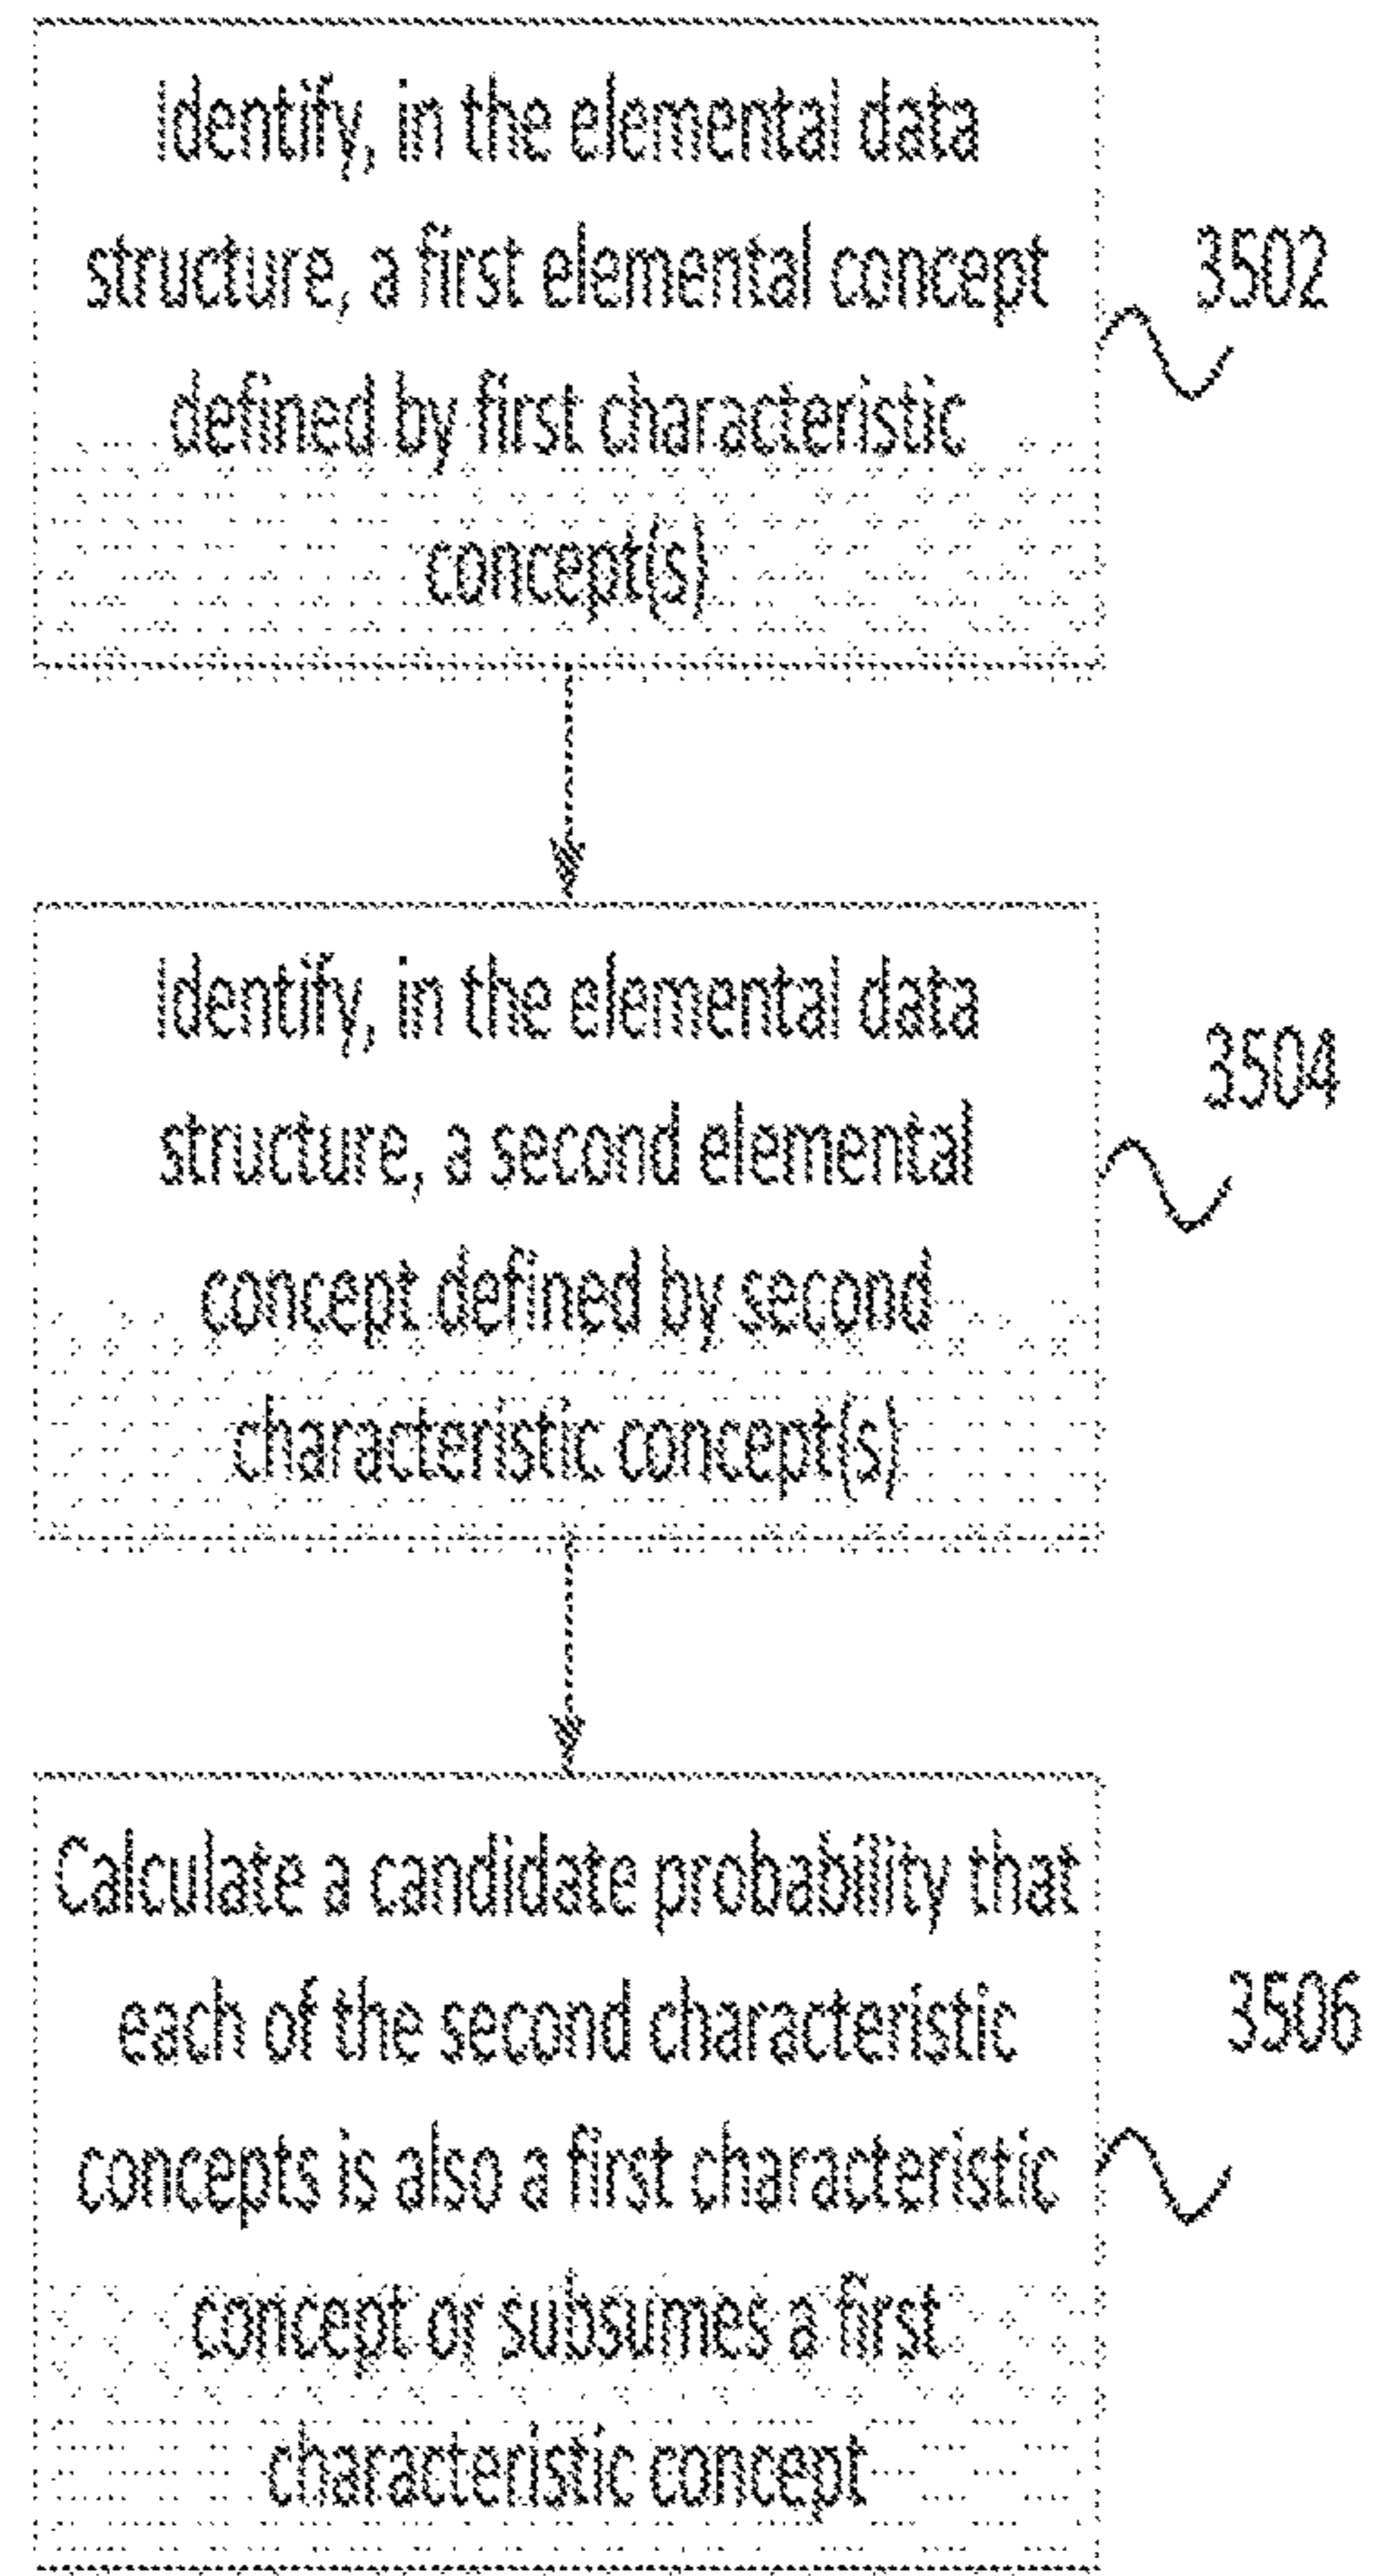 Identify, in the elemental data
structure, a first elemental concept
defined by first characteristic
concept(s)
3502
Identify, in the elemental data
structure, a second elemental
concept defined by second
characteristic concept(s)
3504
Calculate a candidate probability that
each of the second characteristic
concepts is also a first characteristic
concept or subsumes a first
characteristic concept
3506